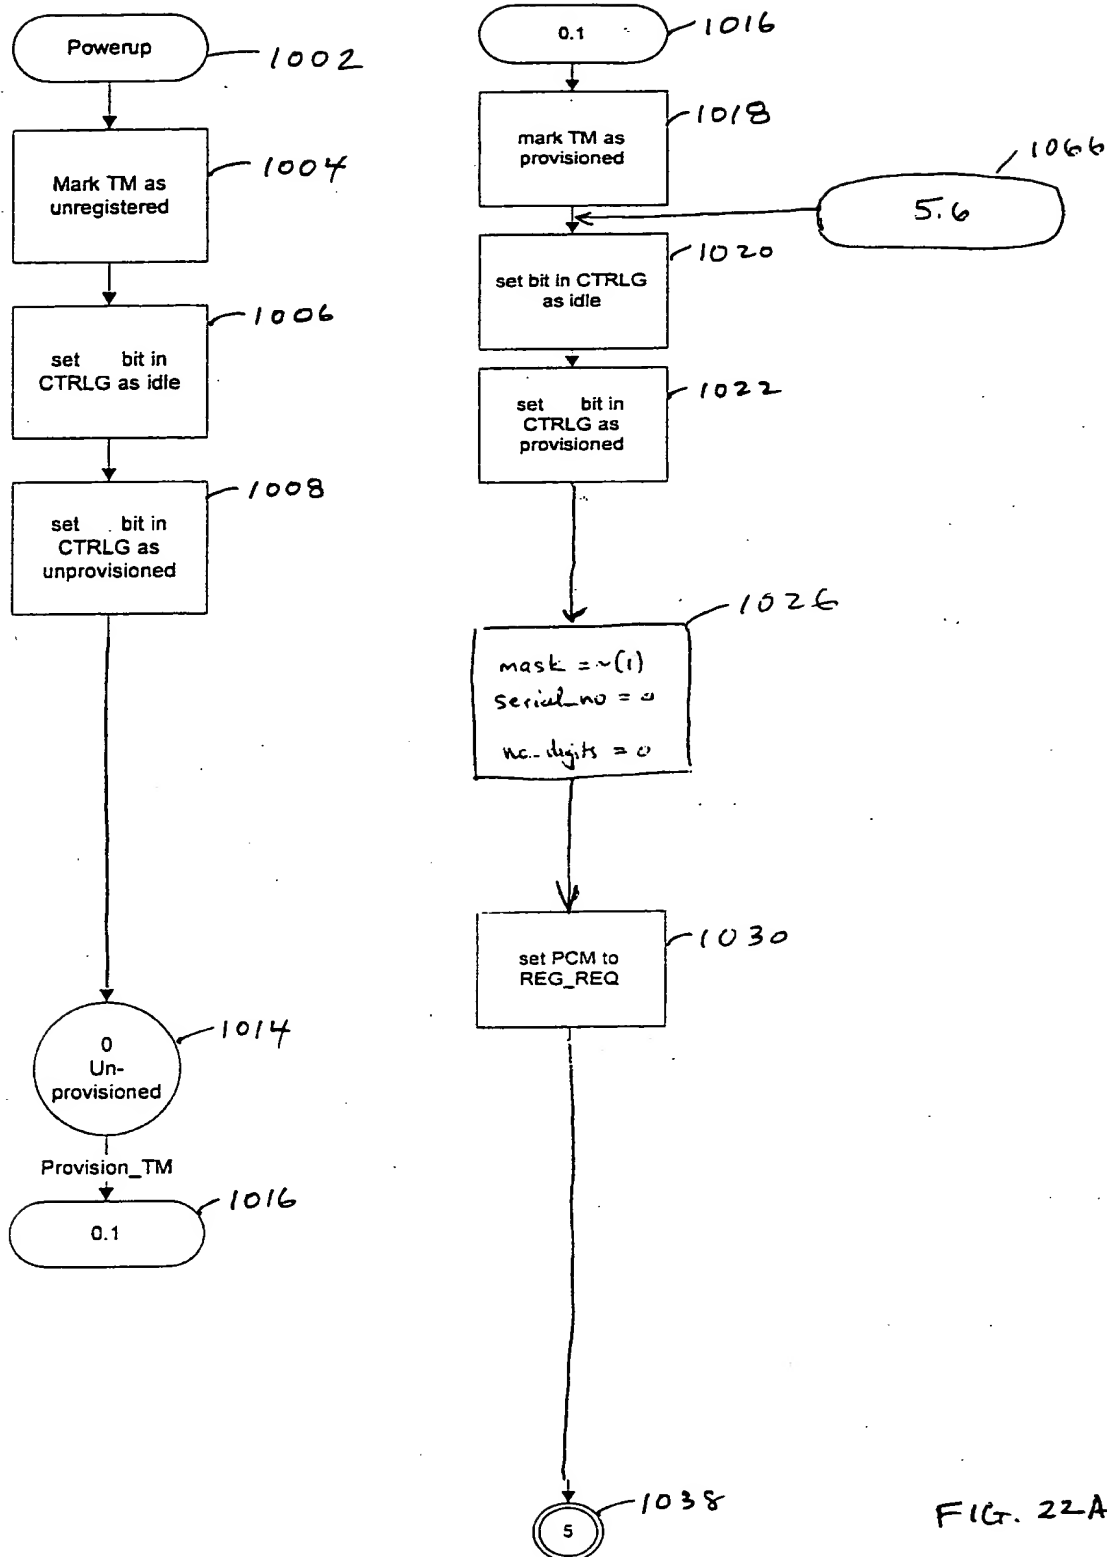 Powerup
1002
Mark TM as
unregistered
1004
set bit in
CTRLG as idle
1006
set bit in
CTRLG as
unprovisioned
1008
0
Un-
provisioned
1014
Provision_TM
0.1
1016
0.1
1016
mark TM as
provisioned
1018
5.6
1066
set bit in CTRLG
as idle
1020
set bit in
CTRLG as
provisioned
1022
mask = ~(1)
serial_no = 0
no_digits = 0
1026
set PCM to
REG_REQ
1030
5
1038
FIG. 22A